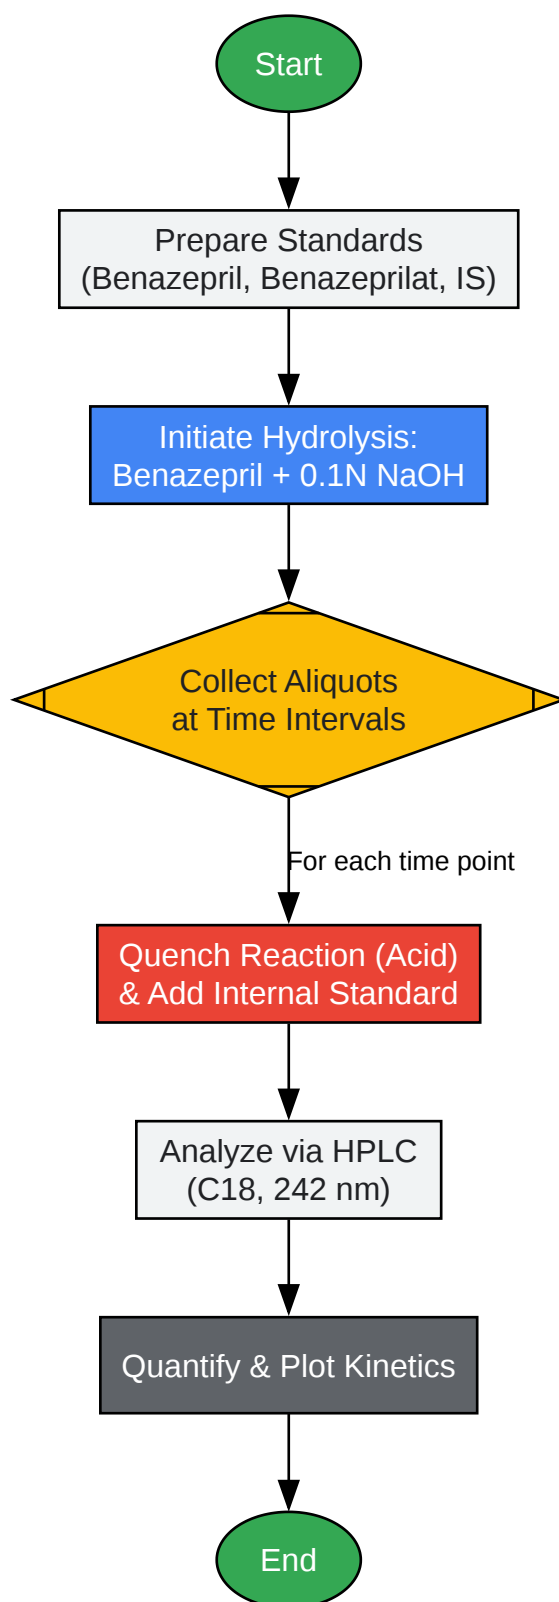 Start
Prepare Standards
(Benazepril, Benazeprilat, IS)
Initiate Hydrolysis:
Benazepril + 0.1N NaOH
Collect Aliquots
at Time Intervals
For each time point
Quench Reaction (Acid)
& Add Internal Standard
Analyze via HPLC
(C18, 242 nm)
Quantify & Plot Kinetics
End